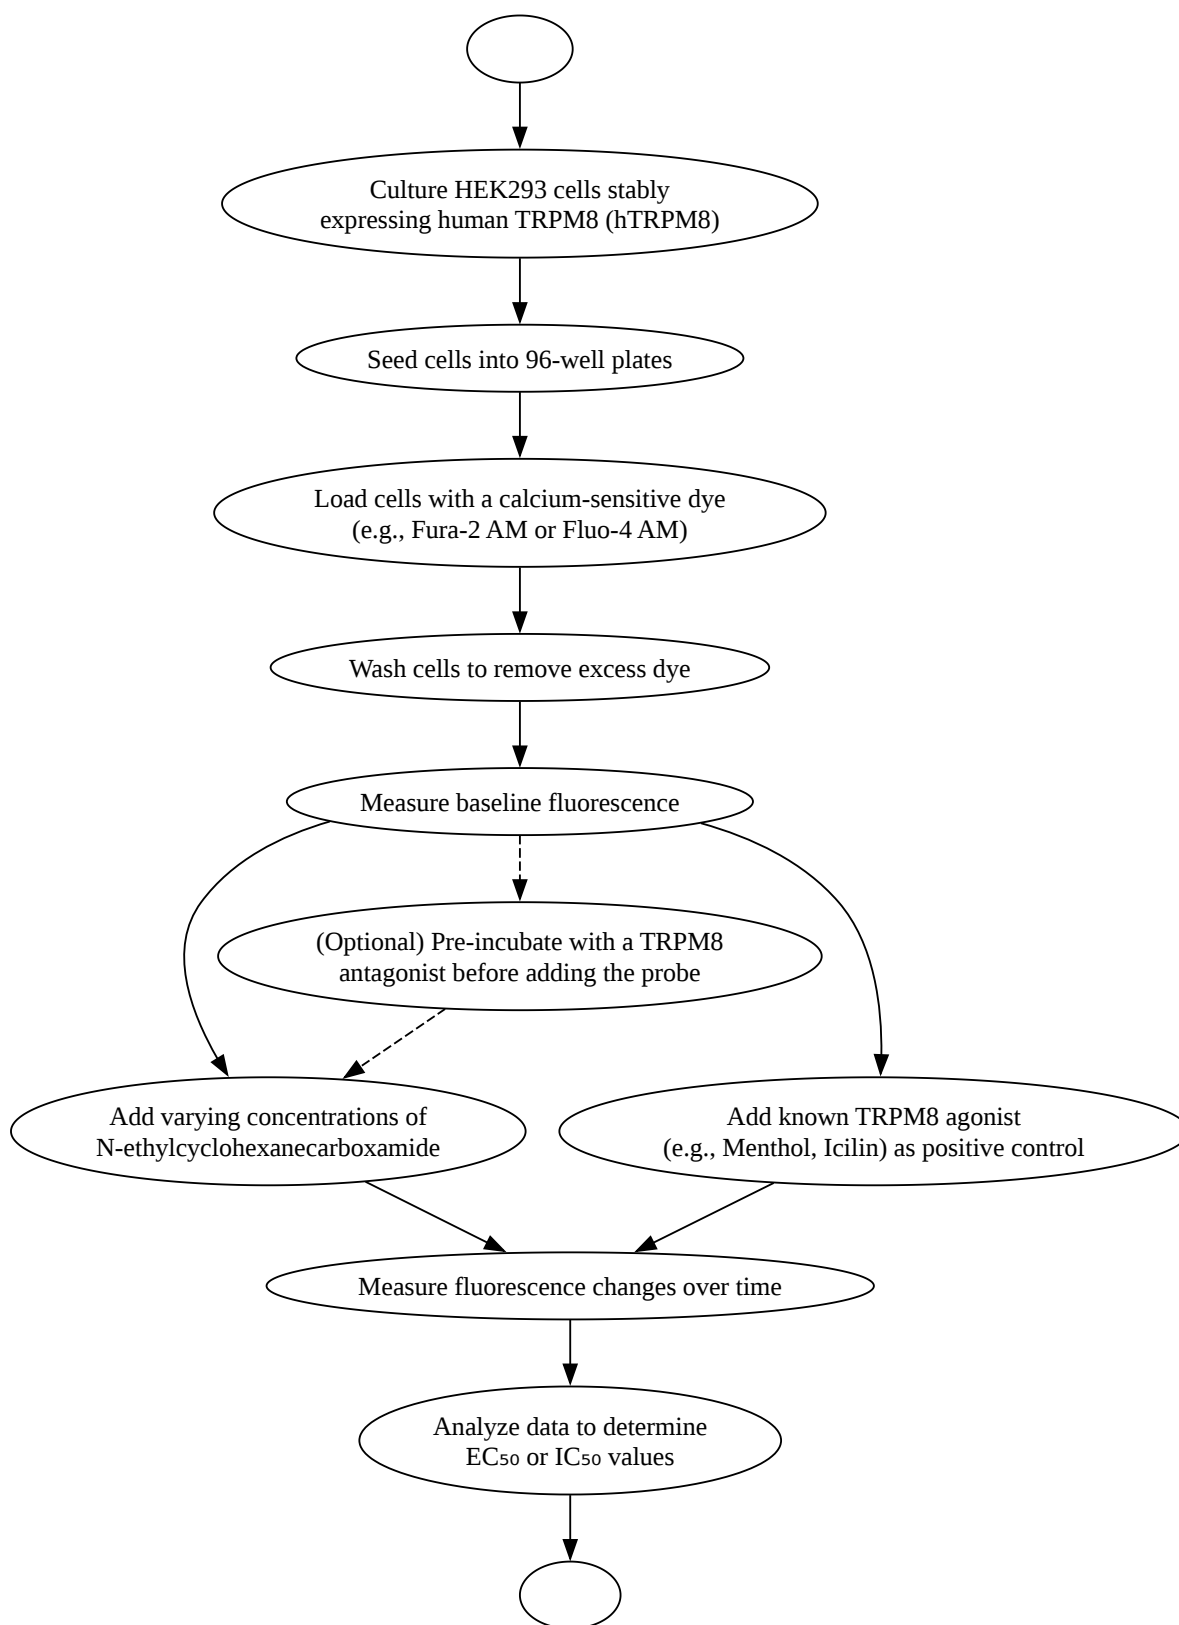 Culture HEK293 cells stably
expressing human TRPM8 (hTRPM8)
Seed cells into 96-well plates
Load cells with a calcium-sensitive dye
(e.g., Fura-2 AM or Fluo-4 AM)
Wash cells to remove excess dye
Measure baseline fluorescence
(Optional) Pre-incubate with a TRPM8
antagonist before adding the probe
Add varying concentrations of
N-ethylcyclohexanecarboxamide
Add known TRPM8 agonist
(e.g., Menthol, Icilin) as positive control
Measure fluorescence changes over time
Analyze data to determine
EC₅₀ or IC₅₀ values